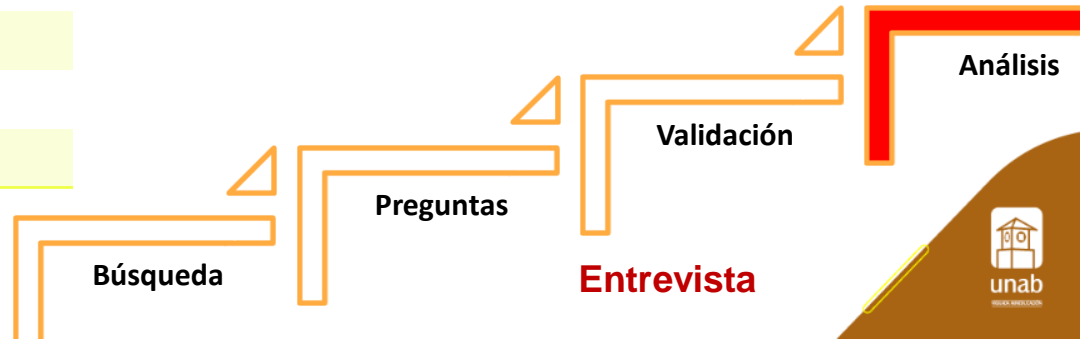 Análisis
Validación
Preguntas
Búsqueda
Entrevista
unab